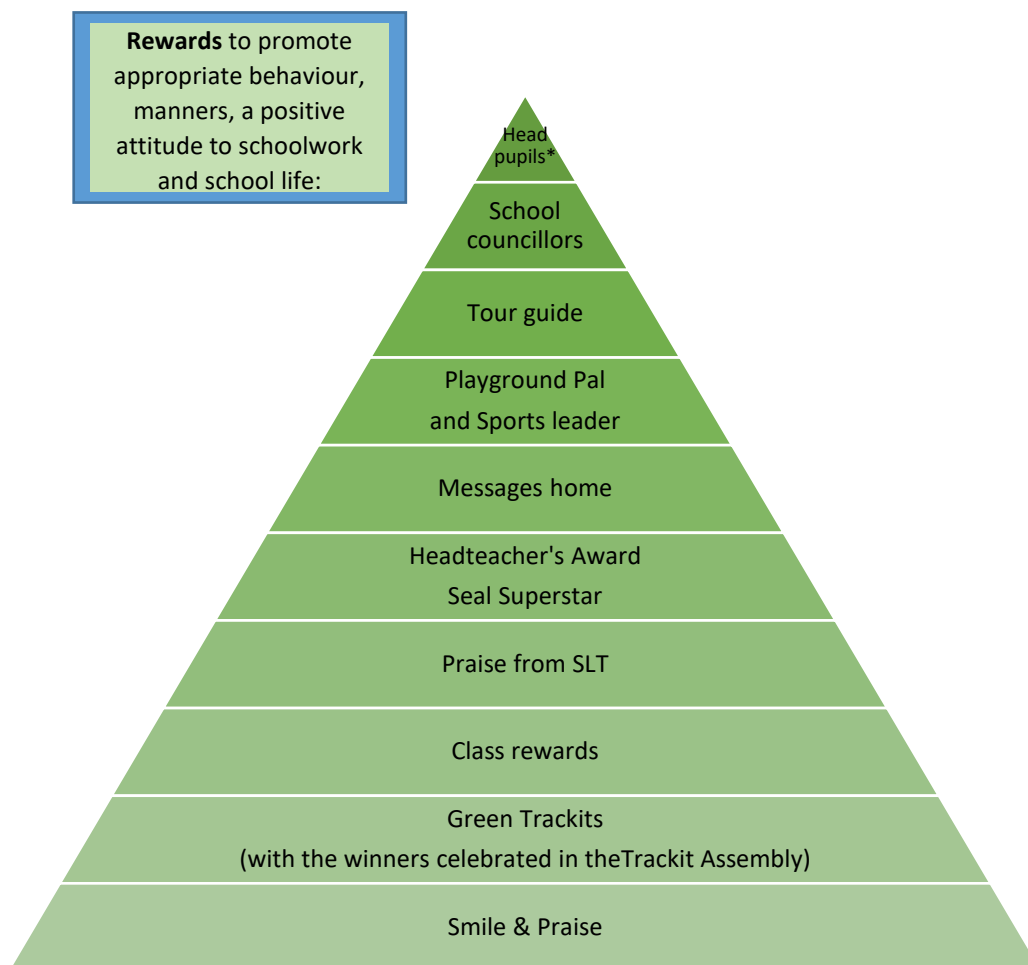 Rewards to promote
appropriate behaviour,
manners, a positive
attitude to schoolwork
and school life:
Head
pupils*
School
councillors
Tour guide
Playground Pal
and Sports leader
Messages home
Headteacher's Award
Seal Superstar
Praise from SLT
Class rewards
Green Trackits
(with the winners celebrated in theTrackit Assembly)
Smile & Praise